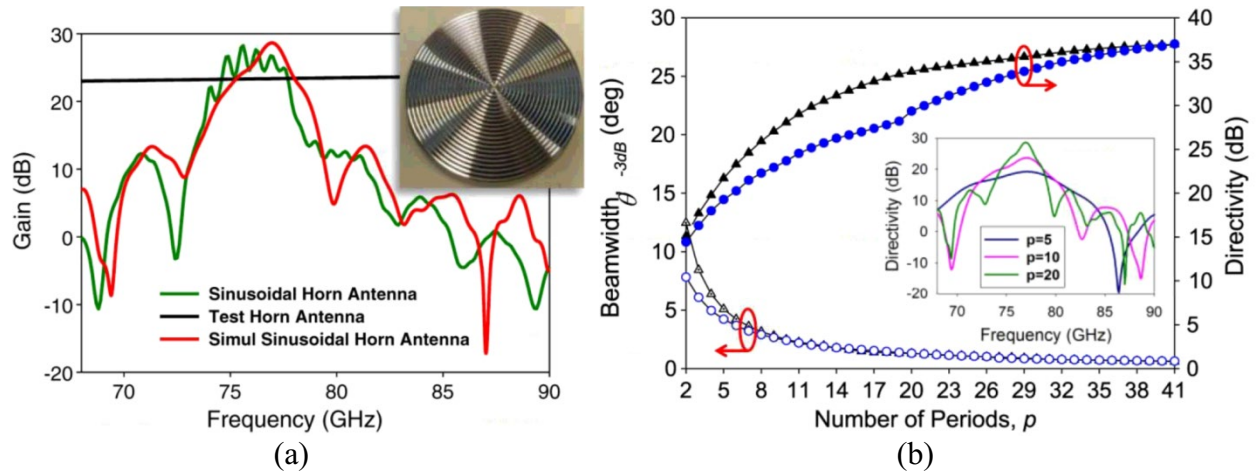 30
20
10
0
-10
-20
Gain (dB)
70
75
80
85
90
Frequency (GHz)
Sinusoidal Horn Antenna
Test Horn Antenna
Simul Sinusoidal Horn Antenna
(a)
30
25
20
15
10
5
0
Beamwidth, θ -3dB (deg)
40
35
30
25
20
15
10
5
0
Directivity (dB)
2 5 8 11 14 17 20 23 26 29 32 35 38 41
Number of Periods, p
30
20
10
0
-10
-20
Directivity (dB)
70 75 80 85 90
Frequency (GHz)
p=5
p=10
p=20
(b)